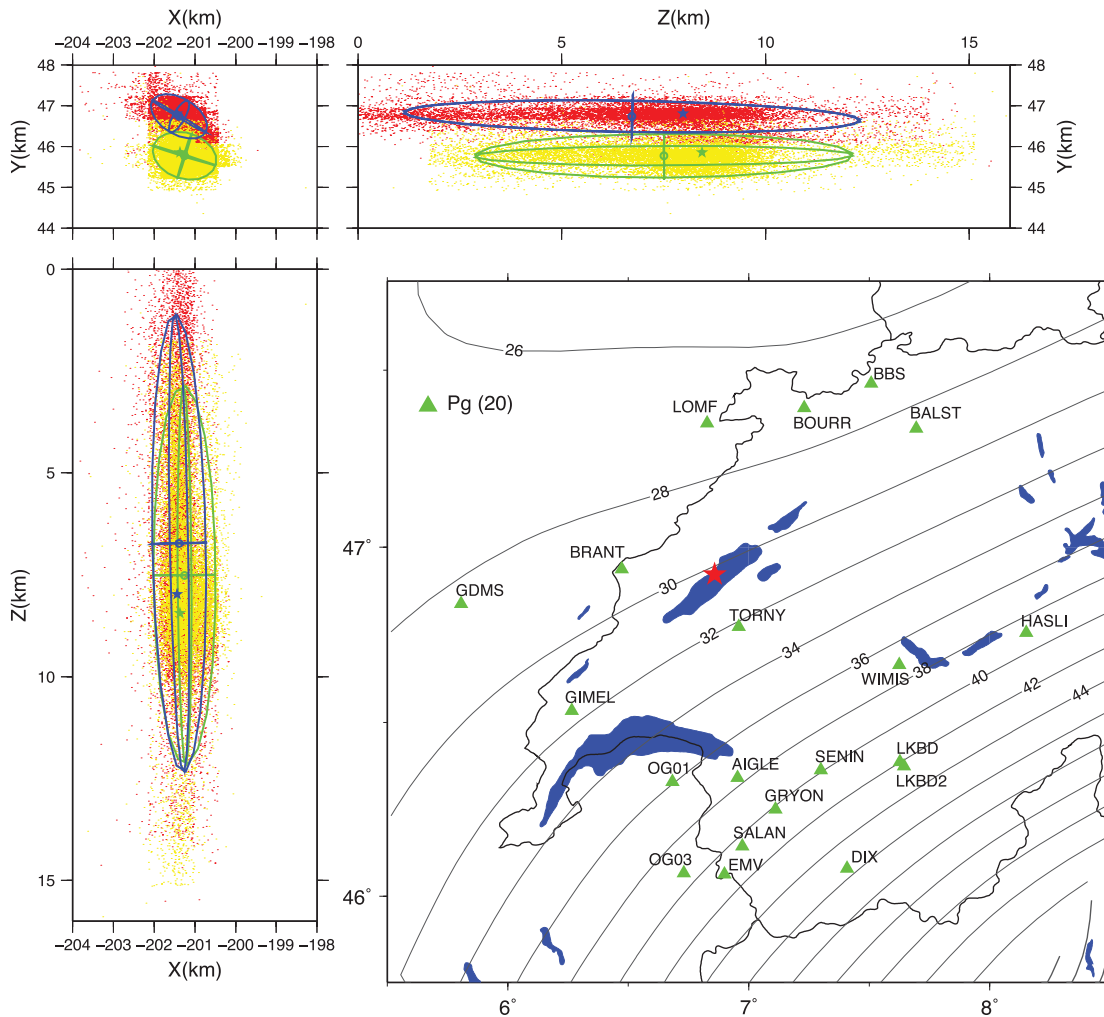 X(km)
−204 −203 −202 −201 −200 −199 −198
48
47
46
45
44
Y(km)
Z(km)
0 5 10 15
48
47
46
45
44
Y(km)
0
5
10
15
Z(km)
−204 −203 −202 −201 −200 −199 −198
X(km)
26
BBS
Pg (20)
LOMF
BOURR
BALST
28
47°
BRANT
30
GDMS
TORNY
32
HASLI
34
36
WIMIS
38
40
42
44
GIMEL
OG01
AIGLE
SENIN
LKBD
LKBD2
GRYON
SALAN
OG03
EMV
DIX
46°
6° 7° 8°